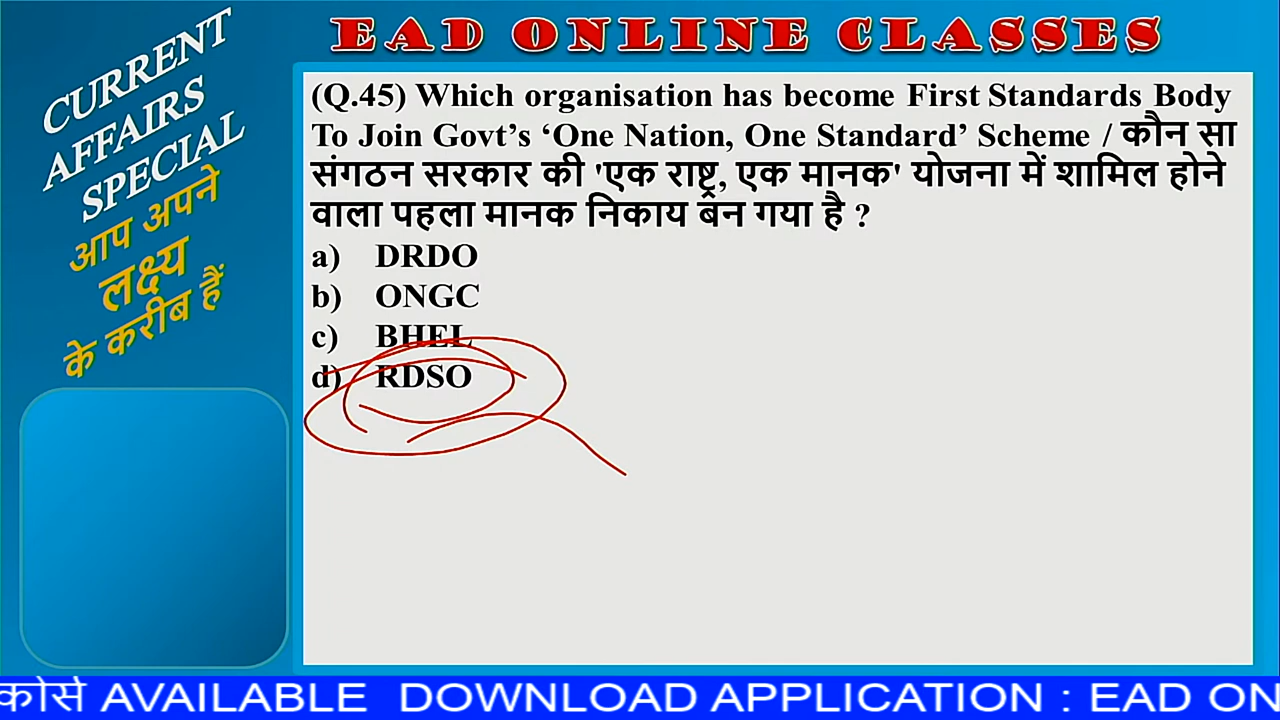 EAD ONLINE CLASSES
CURRENT
AFFAIRS
SPECIAL
आप अपने
लक्ष्य
के करीब हैं
(Q.45) Which organisation has become First Standards Body
To Join Govt’s ‘One Nation, One Standard’ Scheme / कौन सा
संगठन सरकार की 'एक राष्ट्र, एक मानक' योजना में शामिल होने
वाला पहला मानक निकाय बन गया है ?
a) DRDO
b) ONGC
c) BHEL
d) RDSO
कोर्स AVAILABLE DOWNLOAD APPLICATION : EAD ON